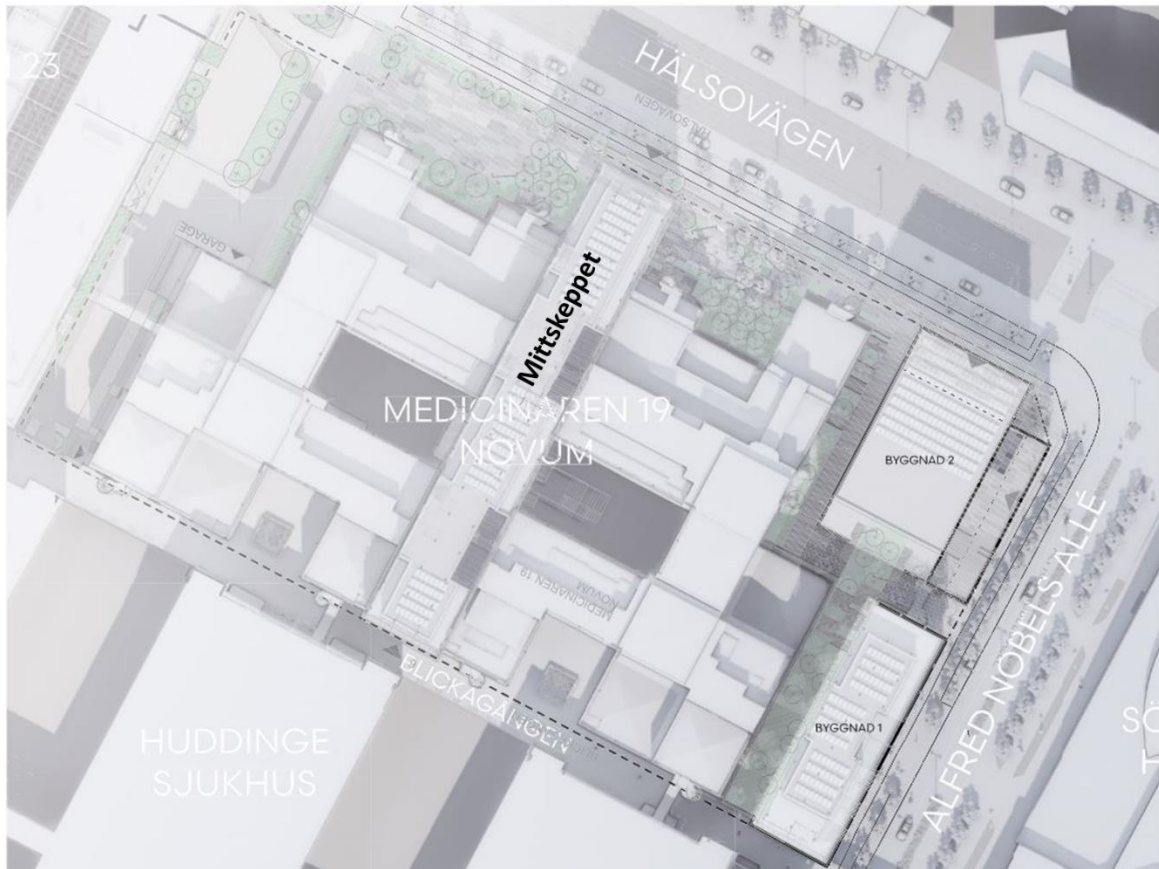 23
HÄLSOVÄGEN
HÄLSOVÄGEN
GARAGE
Mittskeppet
MEDICINAREN 19
NOVUM
BYGGNAD 2
MEDICINAREN 19
NOVUM
BLICKAGÅNGEN
ALFRED NOBELS ALLÉ
BYGGNAD 1
HUDDINGE
SJUKHUS
SÖ
T